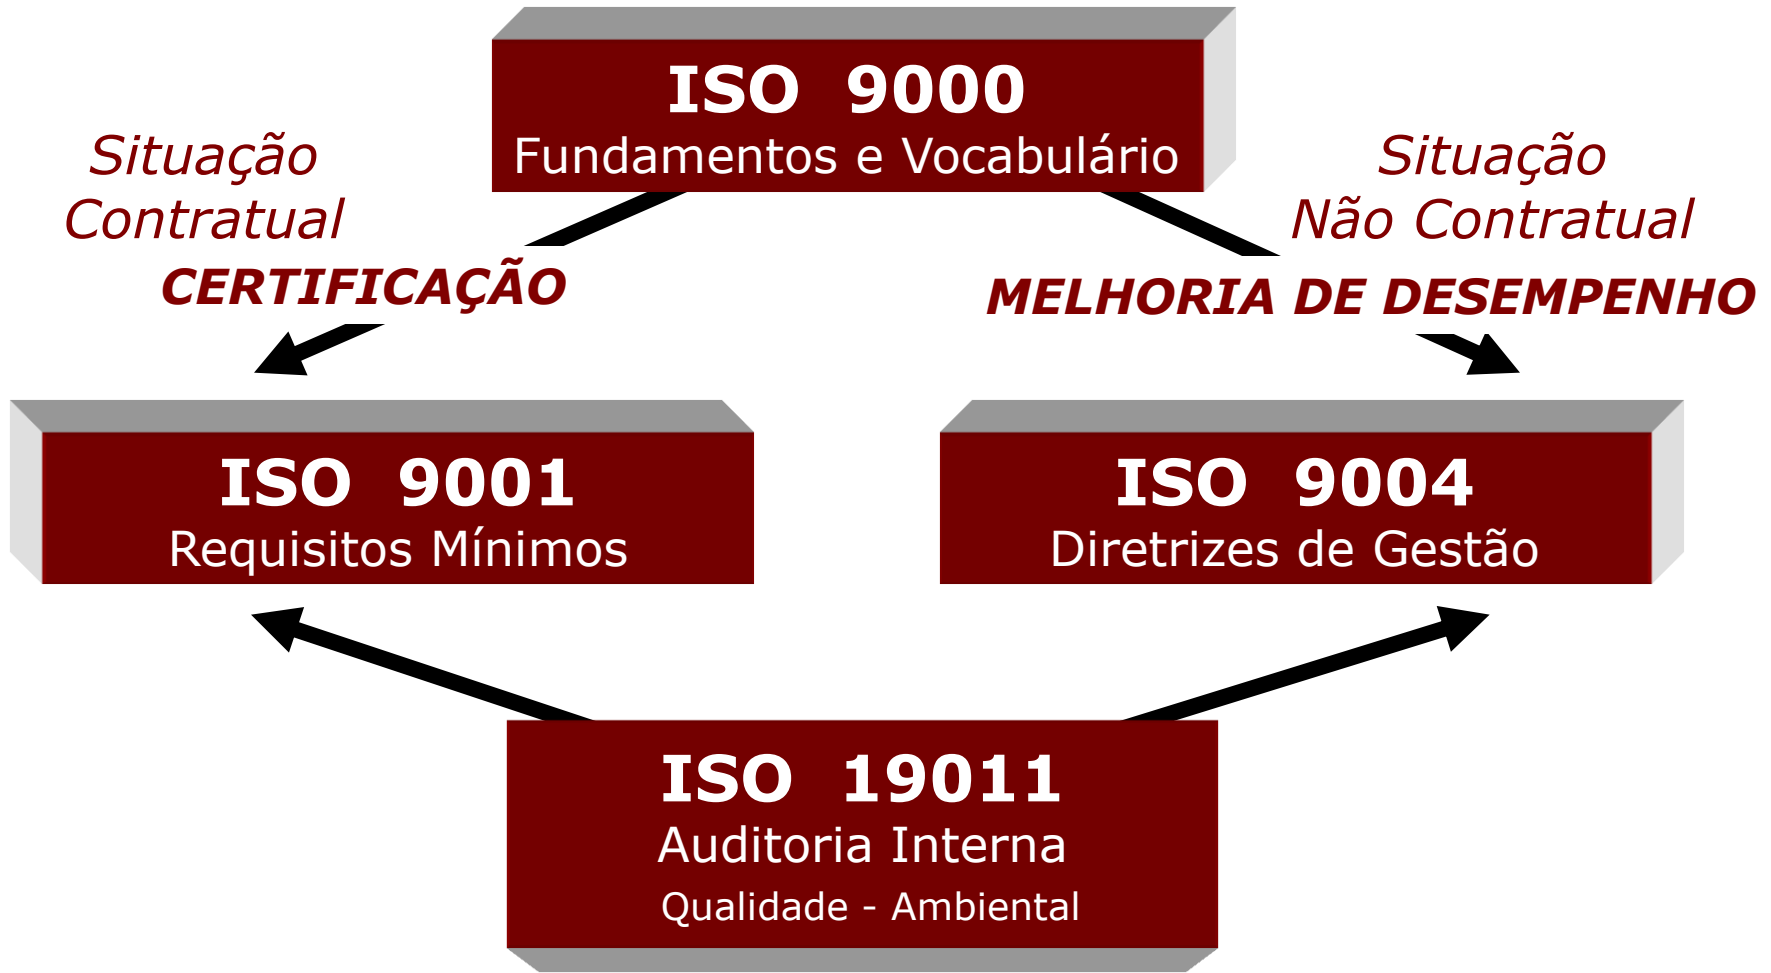 ISO 9000
Fundamentos e Vocabulário
Situação
Contratual
CERTIFICAÇÃO
Situação
Não Contratual
MELHORIA DE DESEMPENHO
ISO 9001
Requisitos Mínimos
ISO 9004
Diretrizes de Gestão
ISO 19011
Auditoria Interna
Qualidade - Ambiental